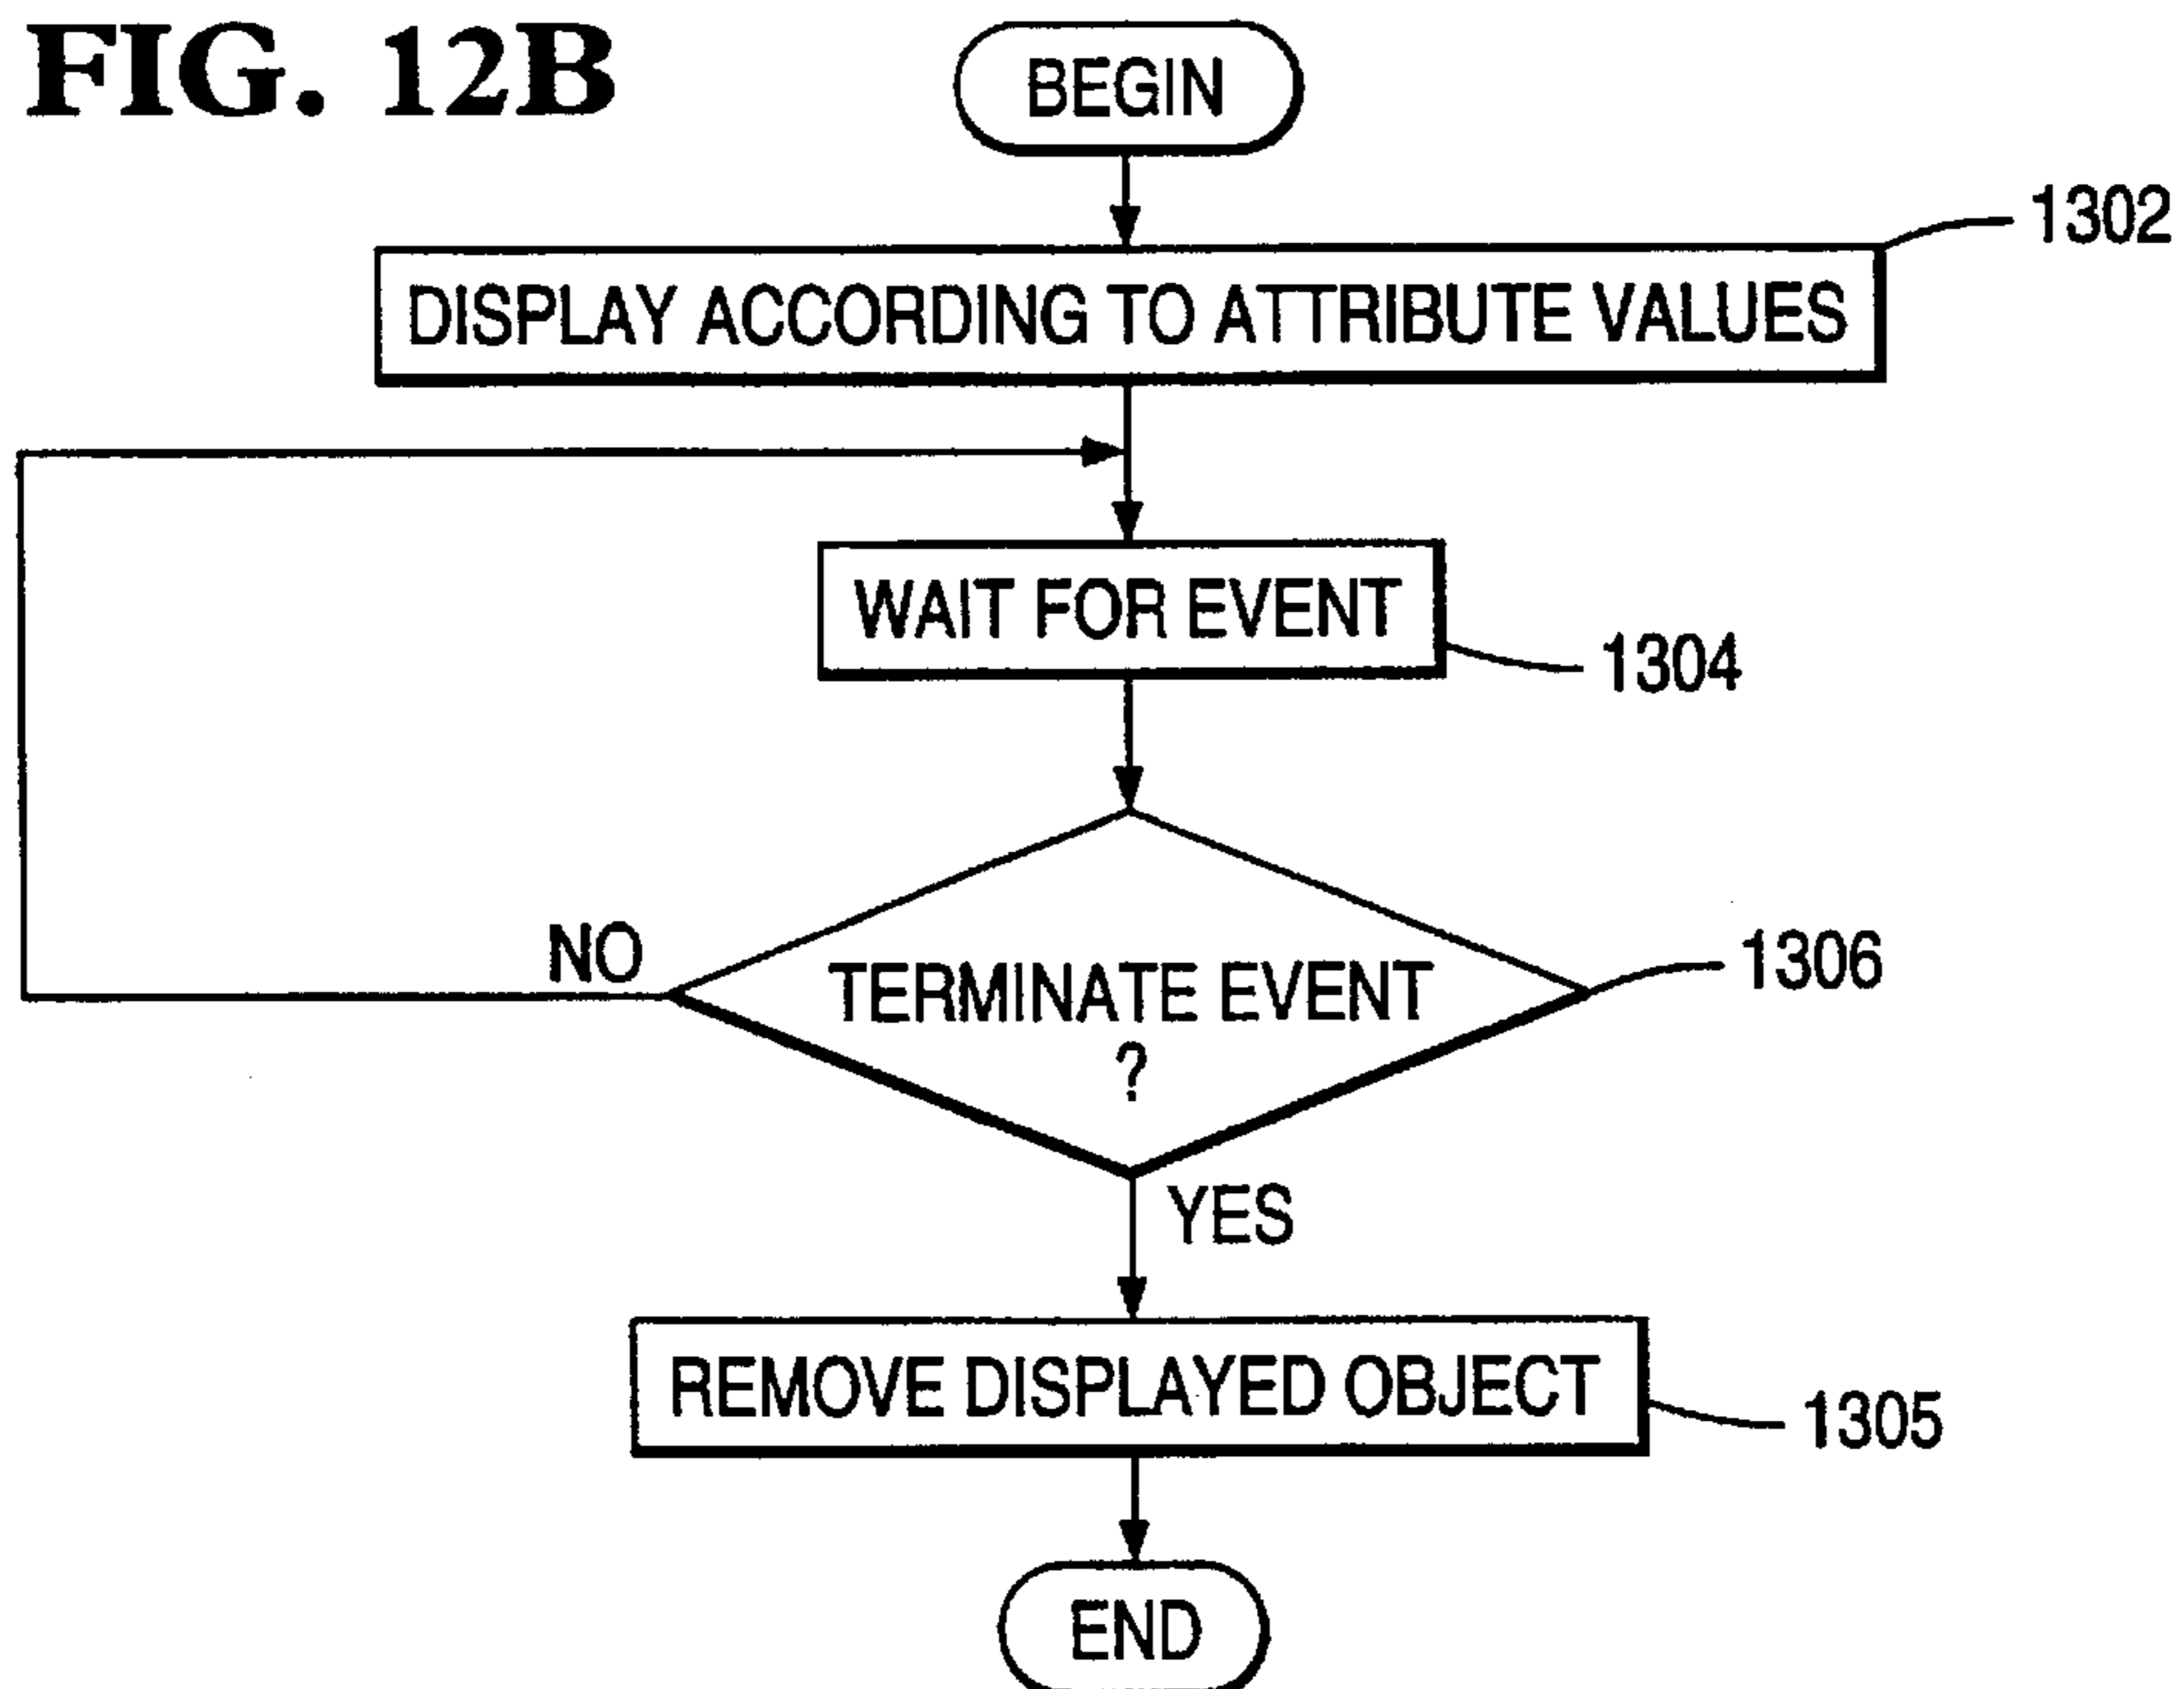 FIG. 12B
BEGIN
1302
DISPLAY ACCORDING TO ATTRIBUTE VALUES
WAIT FOR EVENT
1304
NO
TERMINATE EVENT
?
1306
YES
REMOVE DISPLAYED OBJECT
1305
END